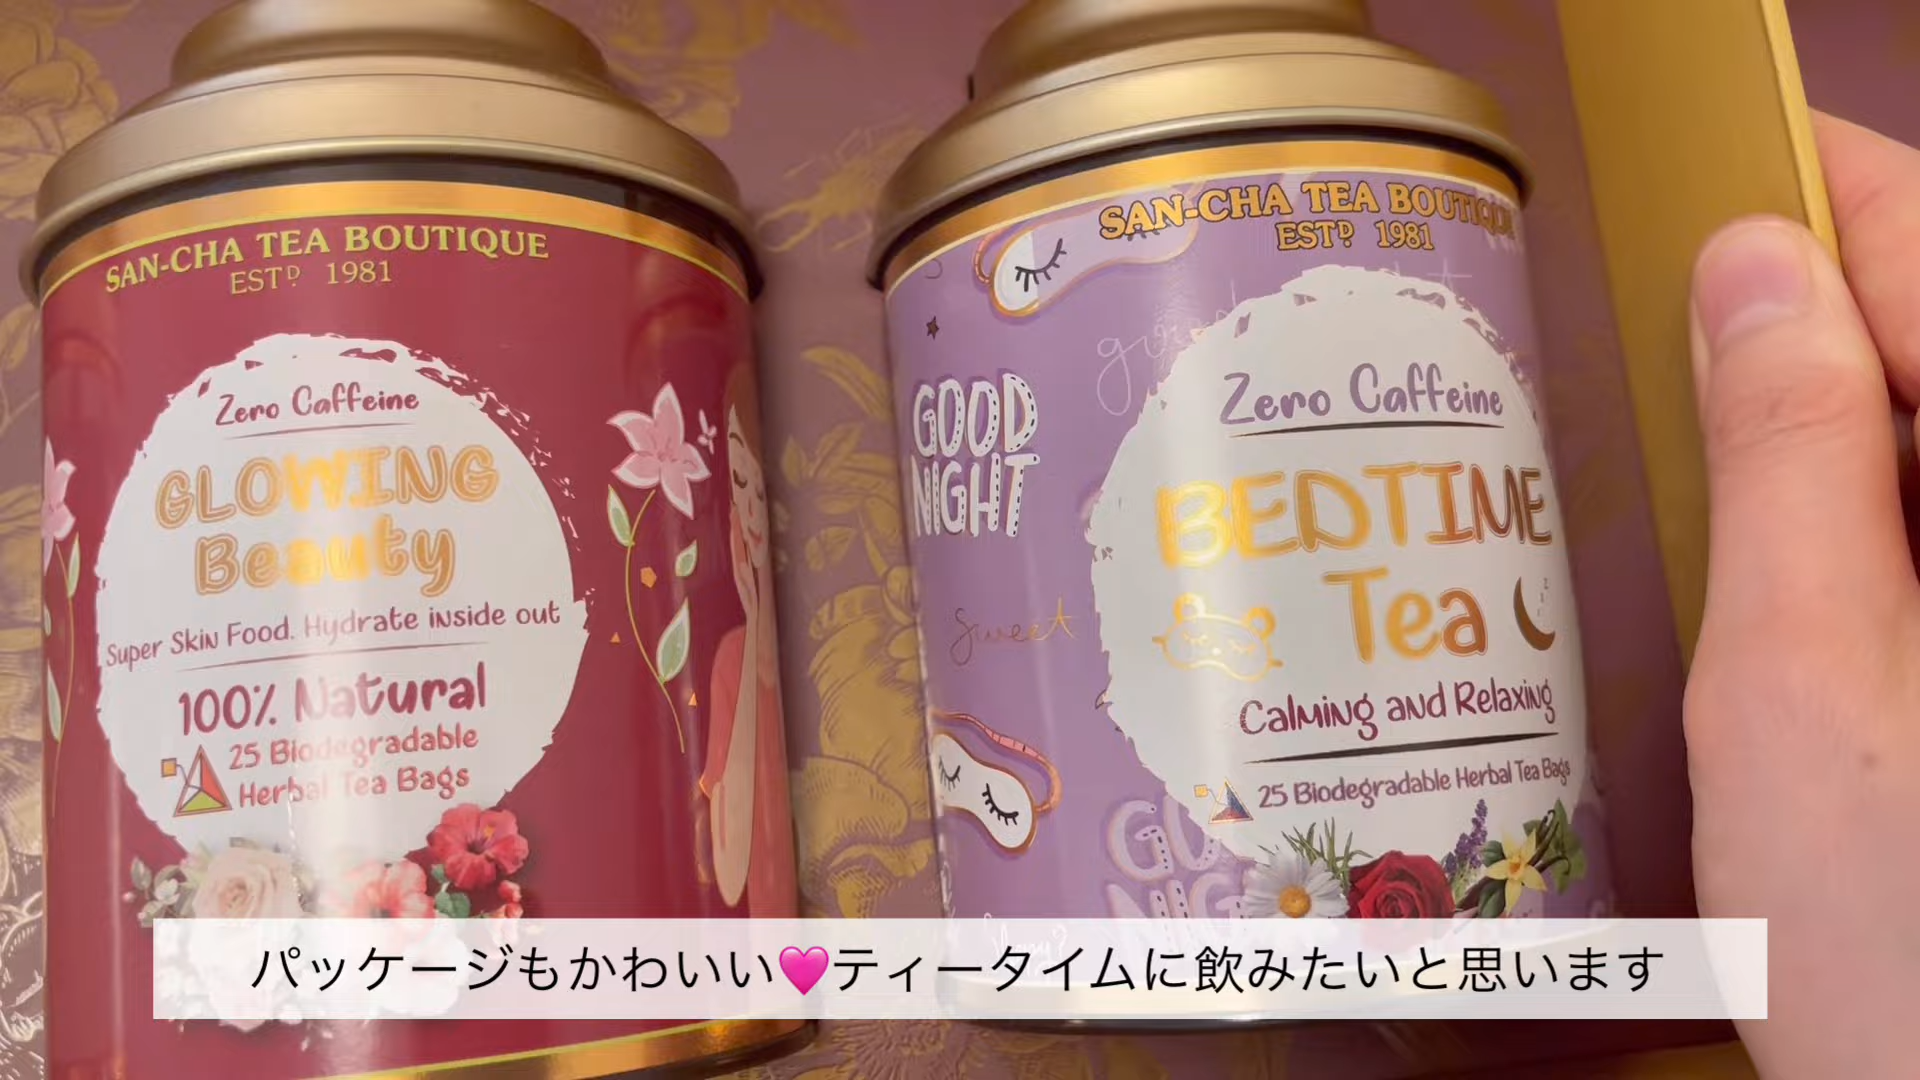 SAN-CHA TEA BOUTIQUE
ESTD 1981
Zero Caffeine
GLOWING
Beauty
Super Skin Food. Hydrate inside out
100% Natural
25 Biodegradable
Herbal Tea Bags
SAN-CHA TEA BOUTIQUE
ESTD 1981
GOOD
NIGHT
Sweet
Zero Caffeine
BEDTIME
Tea
Calming and Relaxing
25 Biodegradable Herbal Tea Bags
パッケージもかわいい🩷ティータイムに飲みたいと思います